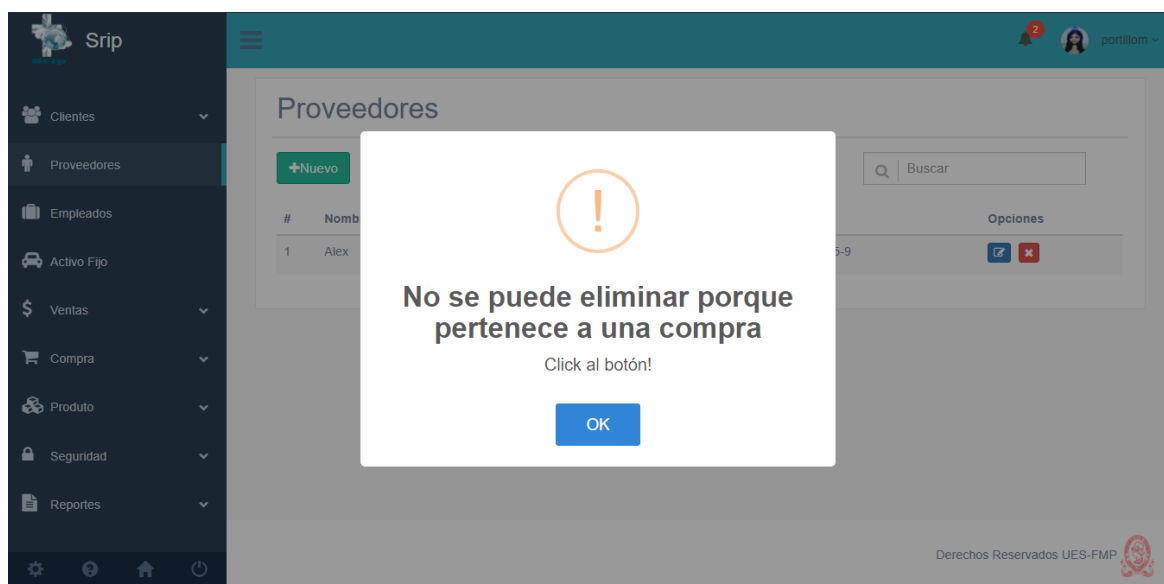 Srip
2
portillom
Clientes
Proveedores
Empleados
Activo Fijo
Ventas
Compra
Produto
Seguridad
Reportes
Proveedores
+Nuevo
Buscar
# Nomb Opciones
1 Alex 5-9
!
No se puede eliminar porque
pertenece a una compra
Click al botón!
OK
Derechos Reservados UES-FMP